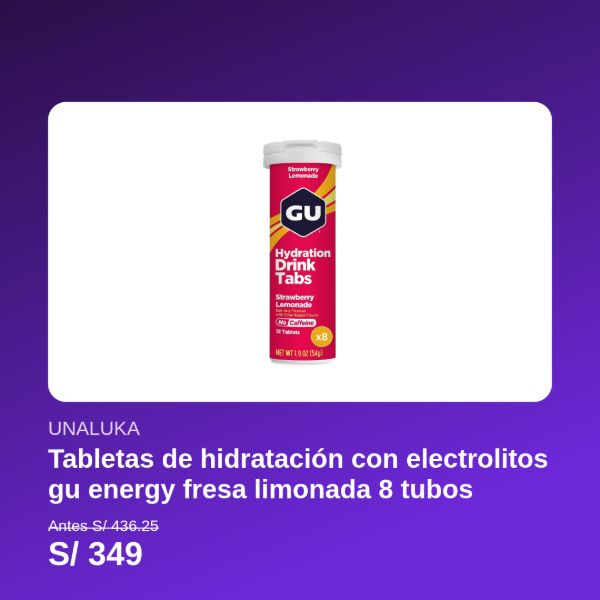 Strawberry
Lemonade
GU
Hydration
Drink
Tabs
Strawberry
Lemonade
No Caffeine
12 Tablets
x8
NET WT 1.9 OZ (54g)
UNALUKA
Tabletas de hidratación con electrolitos
gu energy fresa limonada 8 tubos
Antes S/ 436.25
S/ 349